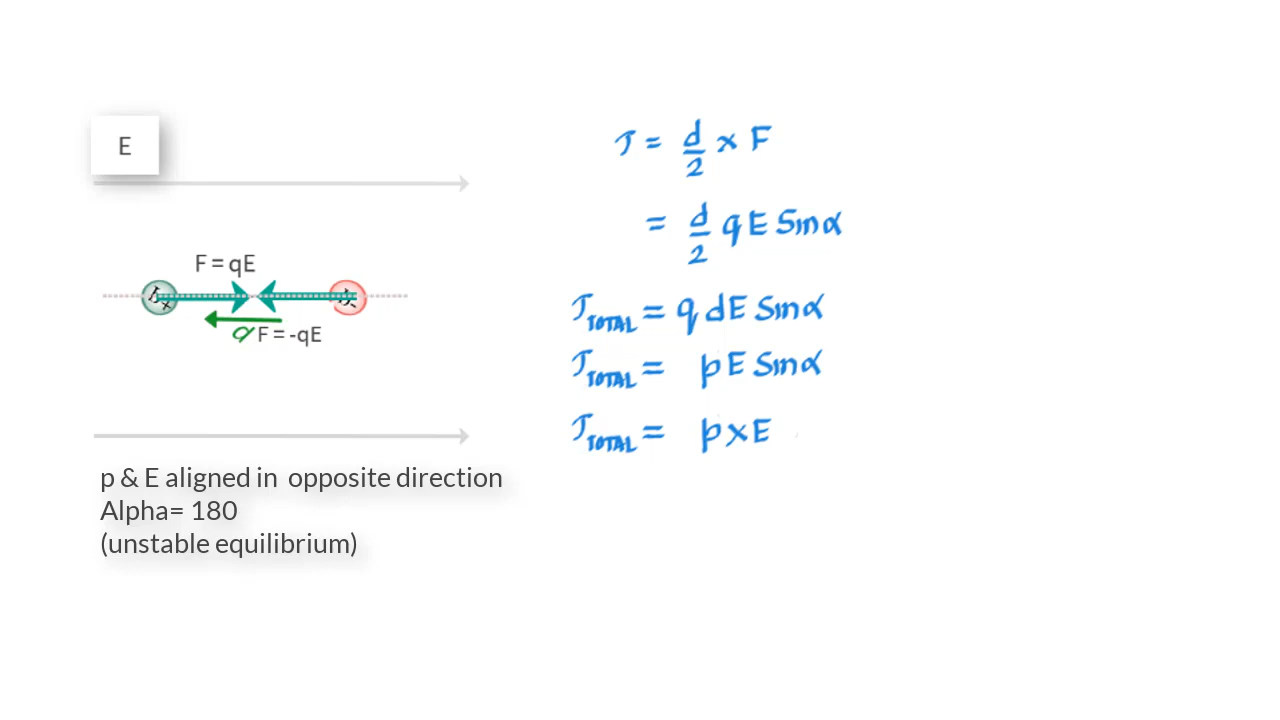 E
F = qE
F = -qE
p & E aligned in opposite direction
Alpha= 180
(unstable equilibrium)
τ = d/2 × F
= d/2 qE Sinα
τTOTAL = q dE Sinα
τTOTAL = pE Sinα
τTOTAL = p×E